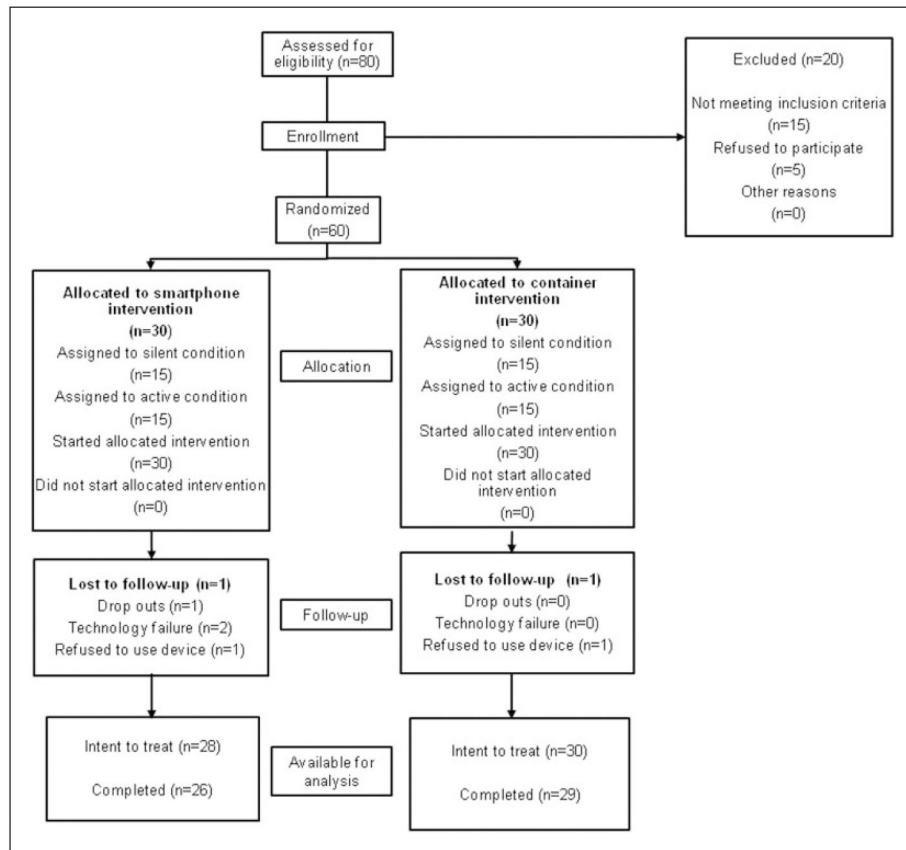 Assessed for
eligibility (n=80)
Excluded (n=20)
Not meeting inclusion criteria
(n=15)
Refused to participate
(n=5)
Other reasons
(n=0)
Enrollment
Randomized
(n=60)
Allocated to smartphone
intervention
(n=30)
Assigned to silent condition
(n=15)
Assigned to active condition
(n=15)
Started allocated intervention
(n=30)
Did not start allocated intervention
(n=0)
Allocation
Allocated to container
intervention
(n=30)
Assigned to silent condition
(n=15)
Assigned to active condition
(n=15)
Started allocated intervention
(n=30)
Did not start allocated
intervention
(n=0)
Lost to follow-up (n=1)
Drop outs (n=1)
Technology failure (n=2)
Refused to use device (n=1)
Follow-up
Lost to follow-up (n=1)
Drop outs (n=0)
Technology failure (n=0)
Refused to use device (n=1)
Intent to treat (n=28)
Completed (n=26)
Available for
analysis
Intent to treat (n=30)
Completed (n=29)